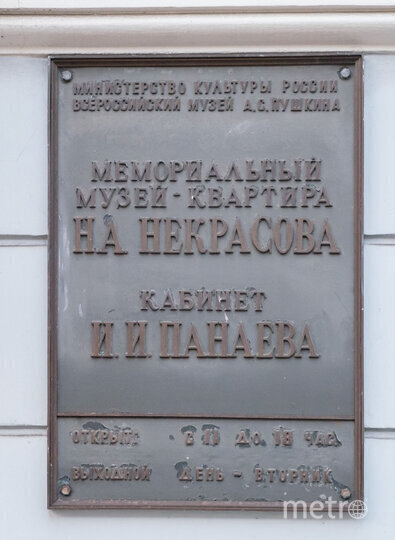 МИНИСТЕРСТВО КУЛЬТУРЫ РОССИИ
ВСЕРОССИЙСКИЙ МУЗЕЙ А.С.ПУШКИНА
МЕМОРИАЛЬНЫЙ
МУЗЕЙ-КВАРТИРА
Н.А. НЕКРАСОВА
КАБИНЕТ
И.И.ПАНАЕВА
ОТКРЫТ: С 11 ДО 18 ЧАС
ВЫХОДНОЙ ДЕНЬ - ВТОРНИК
metro